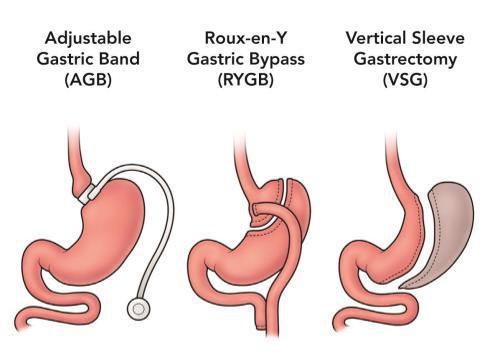 Adjustable
Gastric Band
(AGB)
Roux-en-Y
Gastric Bypass
(RYGB)
Vertical Sleeve
Gastrectomy
(VSG)